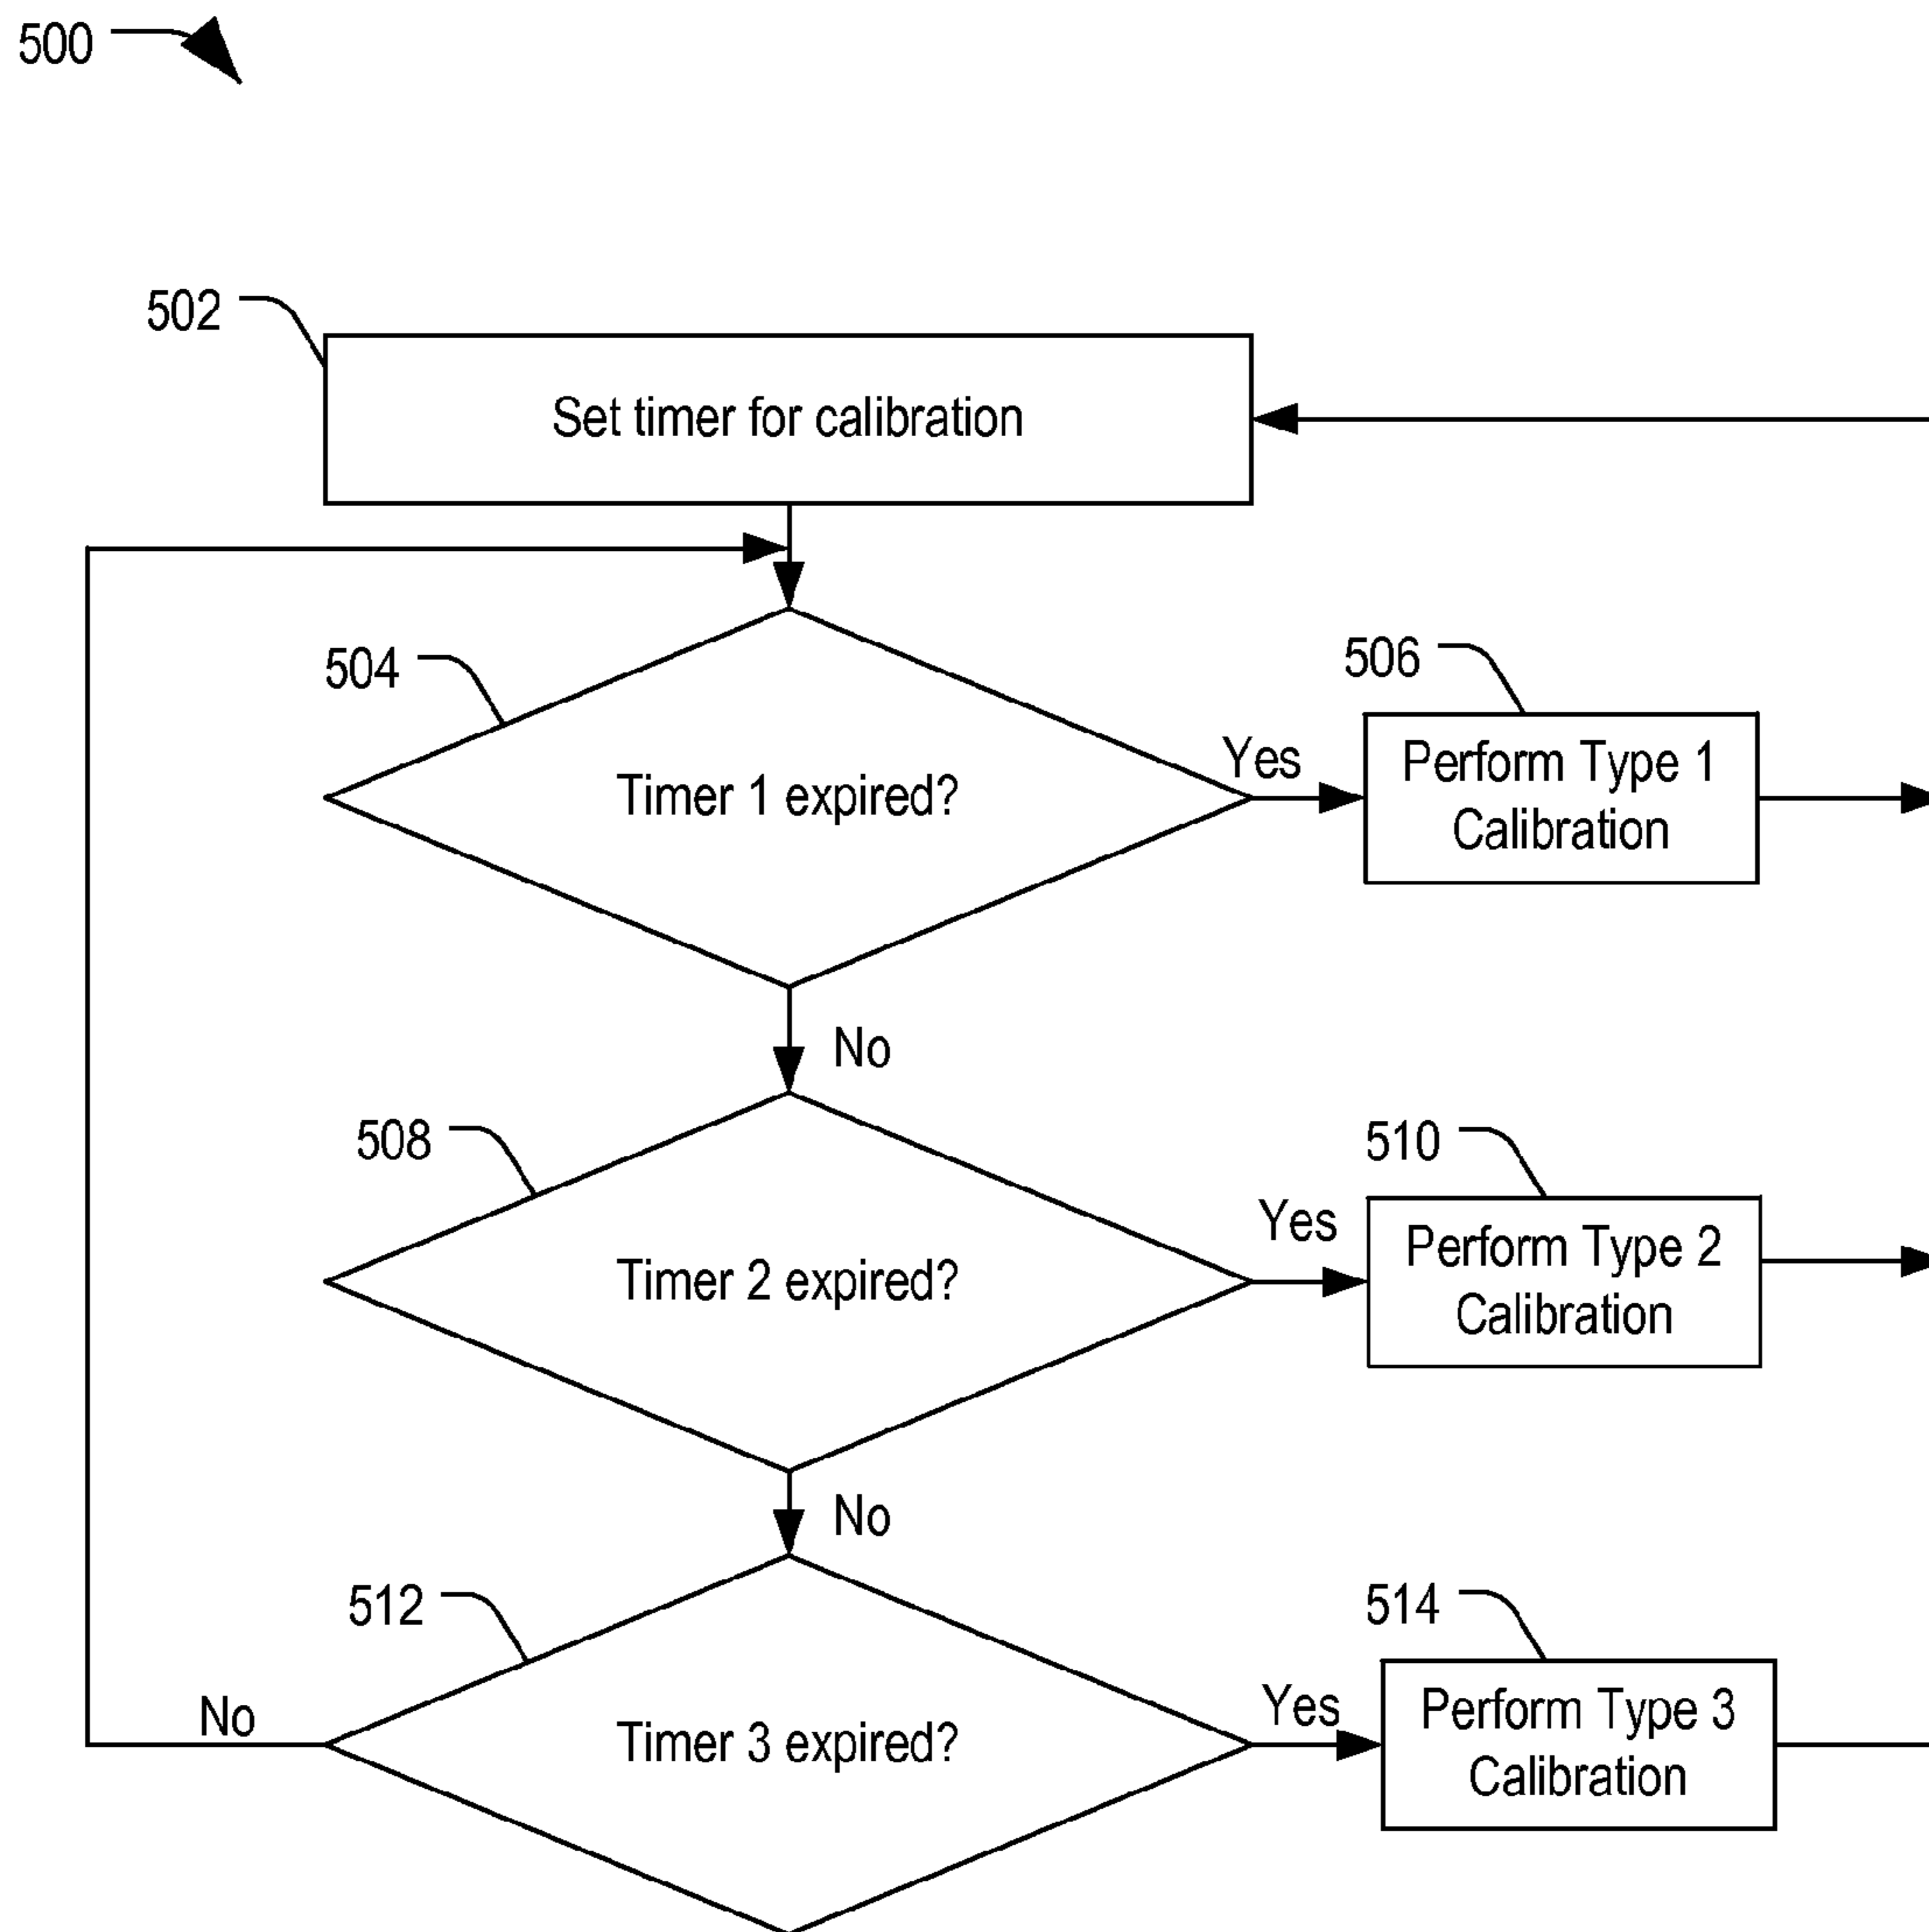 500
502
Set timer for calibration
504
Timer 1 expired?
Yes
506
Perform Type 1
Calibration
No
508
Timer 2 expired?
Yes
510
Perform Type 2
Calibration
No
512
Timer 3 expired?
No
Yes
514
Perform Type 3
Calibration